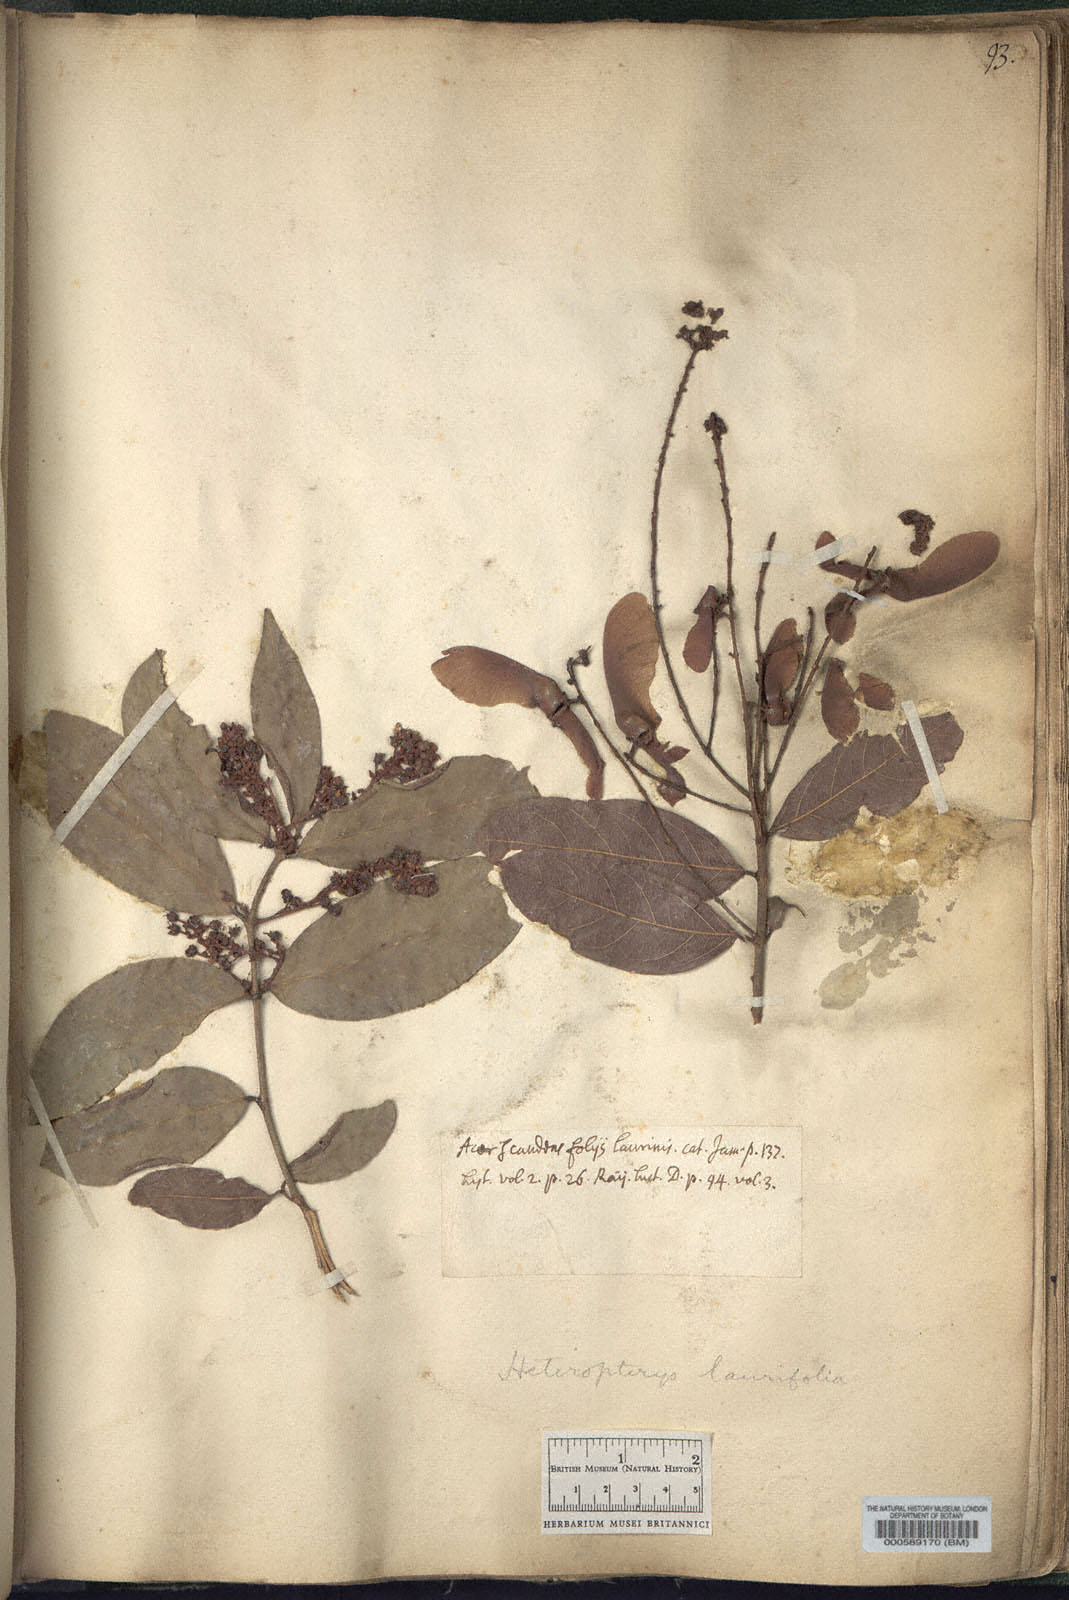 93.
Acer scandens folijs laurinis. cat. Jam. p. 137.
hist. vol. 2. p. 26. Raij. hist. D. p. 94. vol. 3.
Heteropterys laurifolia
1 2
BRITISH MUSEUM (NATURAL HISTORY)
1 2 3 4 5
HERBARIUM MUSEI BRITANNICI
THE NATURAL HISTORY MUSEUM, LONDON
DEPARTMENT OF BOTANY
000589170 (BM)